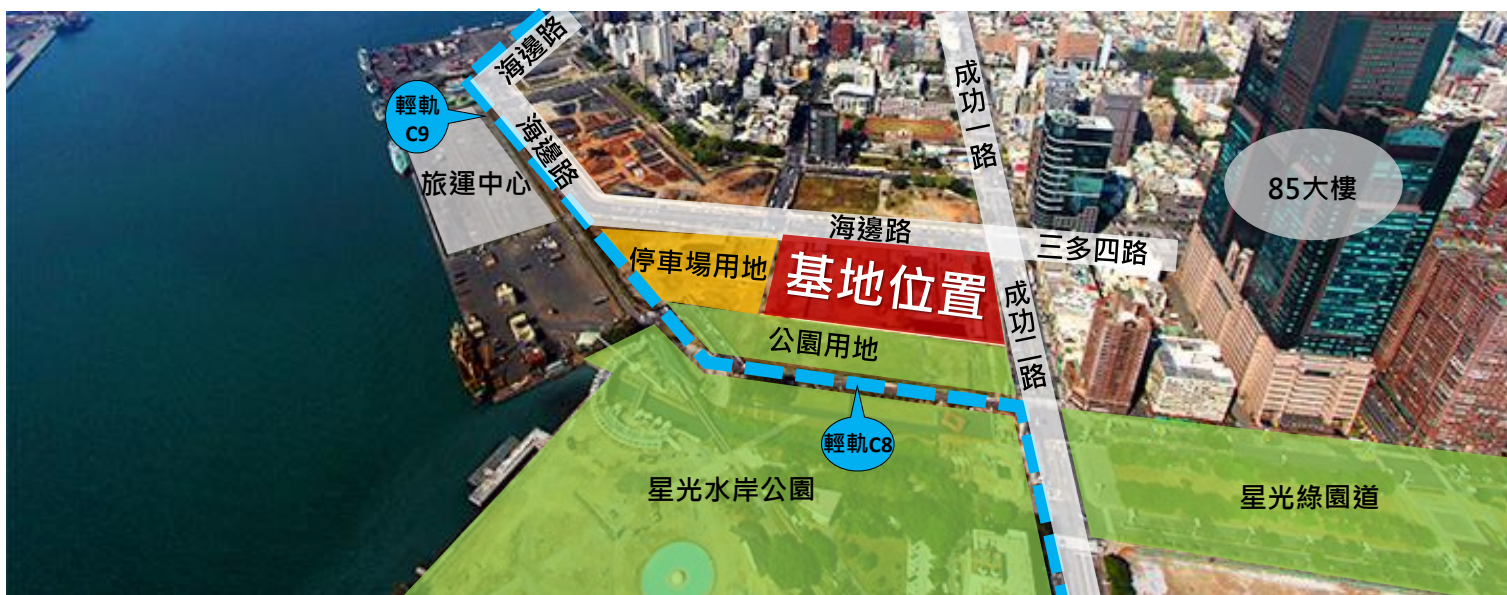 海邊路
成功一路
輕軌
C9
海邊路
旅運中心
85大樓
海邊路
三多四路
停車場用地
基地位置
成功二路
公園用地
輕軌C8
星光水岸公園
星光綠園道